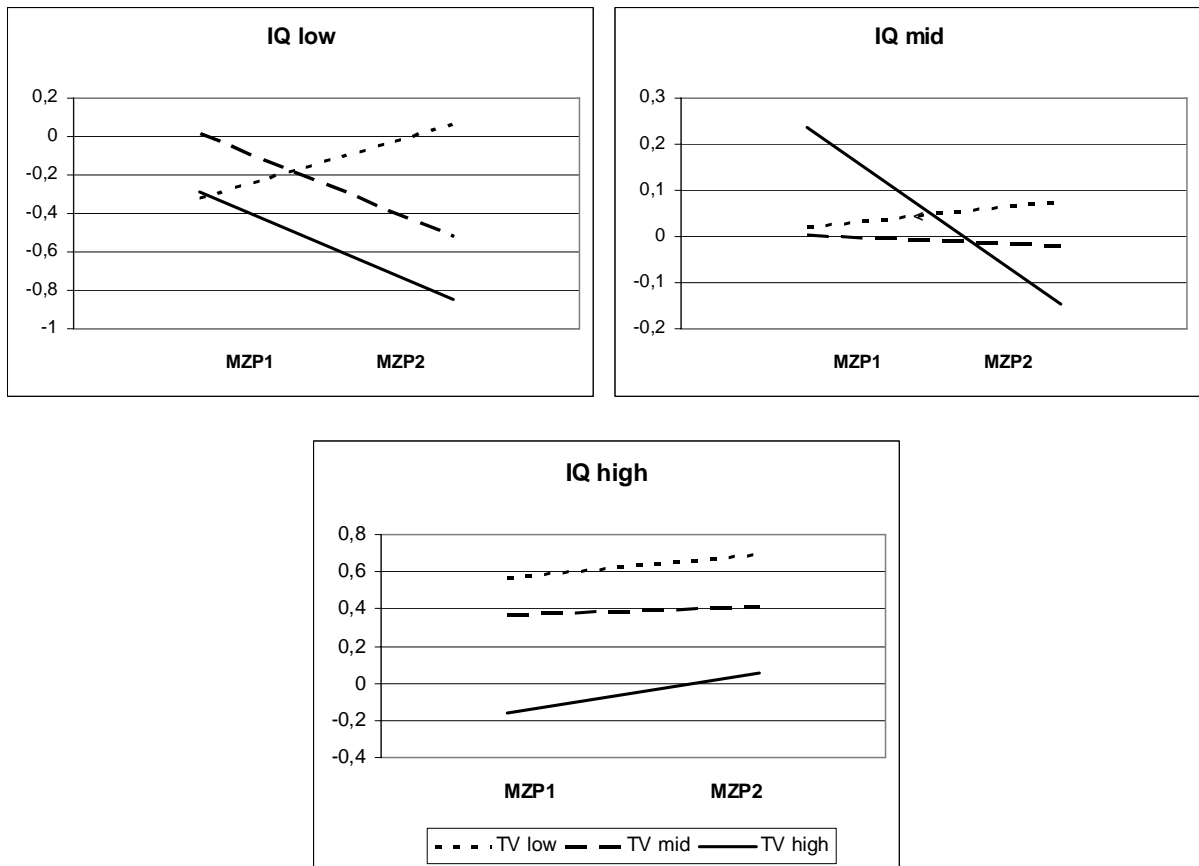 IQ low
0,2
0
-0,2
-0,4
-0,6
-0,8
-1
MZP1 MZP2
IQ mid
0,3
0,2
0,1
0
-0,1
-0,2
MZP1 MZP2
IQ high
0,8
0,6
0,4
0,2
0
-0,2
-0,4
MZP1 MZP2
TV low TV mid TV high